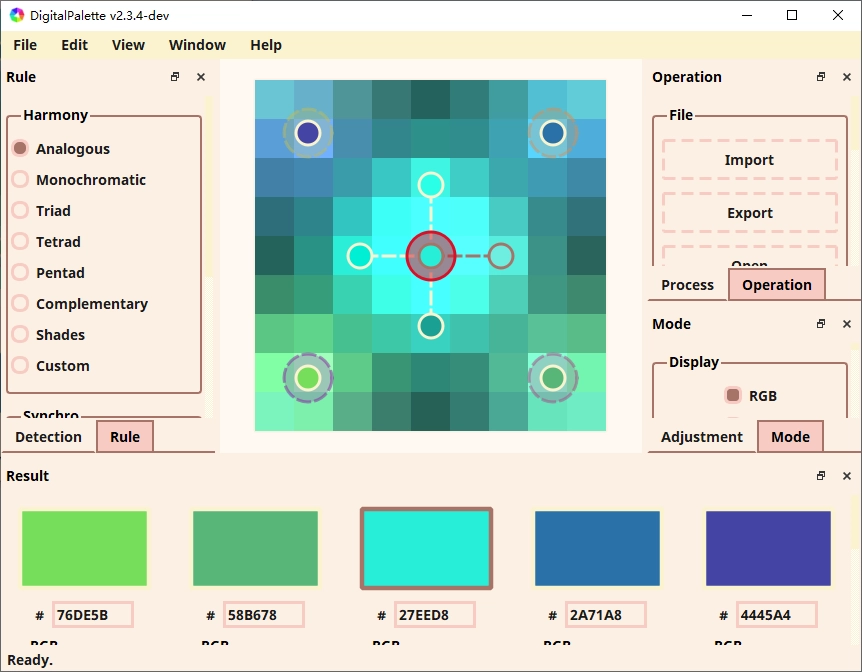 DigitalPalette v2.3.4-dev
File Edit View Window Help
Rule
Harmony
Analogous
Monochromatic
Triad
Tetrad
Pentad
Complementary
Shades
Custom
Synchro
Detection Rule
Operation
File
Import
Export
Open
Process Operation
Mode
Display
RGB
Adjustment Mode
Result
# 76DE5B # 58B678 # 27EED8 # 2A71A8 # 4445A4
RGB RGB RGB RGB RGB
Ready.